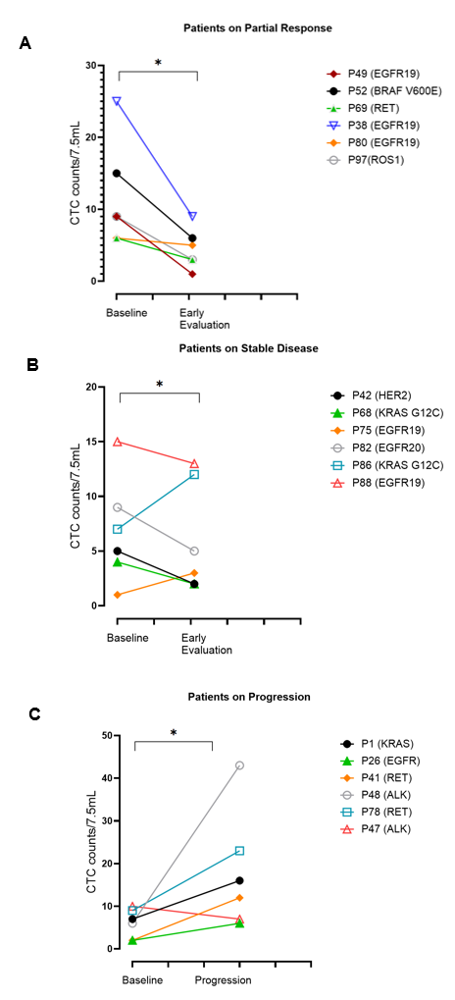 Patients on Partial Response
A
*
30
20
10
0
CTC counts/7.5mL
Baseline
Early
Evaluation
P49 (EGFR19)
P52 (BRAF V600E)
P69 (RET)
P38 (EGFR19)
P80 (EGFR19)
P97(ROS1)
Patients on Stable Disease
B
*
20
15
10
5
0
CTC counts/7.5mL
Baseline
Early
Evaluation
P42 (HER2)
P68 (KRAS G12C)
P75 (EGFR19)
P82 (EGFR20)
P86 (KRAS G12C)
P88 (EGFR19)
Patients on Progression
C
*
50
40
30
20
10
0
CTC counts/7.5mL
Baseline
Progression
P1 (KRAS)
P26 (EGFR)
P41 (RET)
P48 (ALK)
P78 (RET)
P47 (ALK)